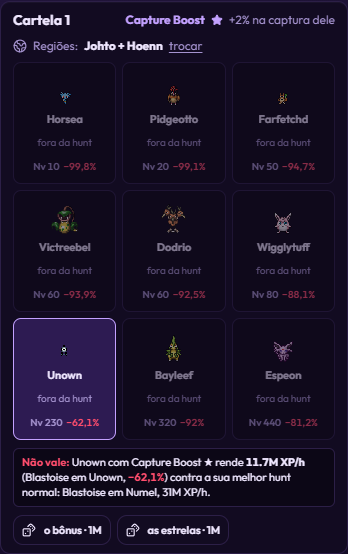 Cartela 1 Capture Boost ★ +2% na captura dele
Regiões: Johto + Hoenn trocar
Horsea Pidgeotto Farfetchd
fora da hunt fora da hunt fora da hunt
Nv 10 −99,8% Nv 20 −99,1% Nv 50 −94,7%
Victreebel Dodrio Wigglytuff
fora da hunt fora da hunt fora da hunt
Nv 60 −93,9% Nv 60 −92,5% Nv 80 −88,1%
Unown Bayleef Espeon
fora da hunt fora da hunt fora da hunt
Nv 230 −62,1% Nv 320 −92% Nv 440 −81,2%
Não vale: Unown com Capture Boost ★ rende 11.7M XP/h
(Blastoise em Unown, −62,1%) contra a sua melhor hunt
normal: Blastoise em Numel, 31M XP/h.
o bônus · 1M as estrelas · 1M